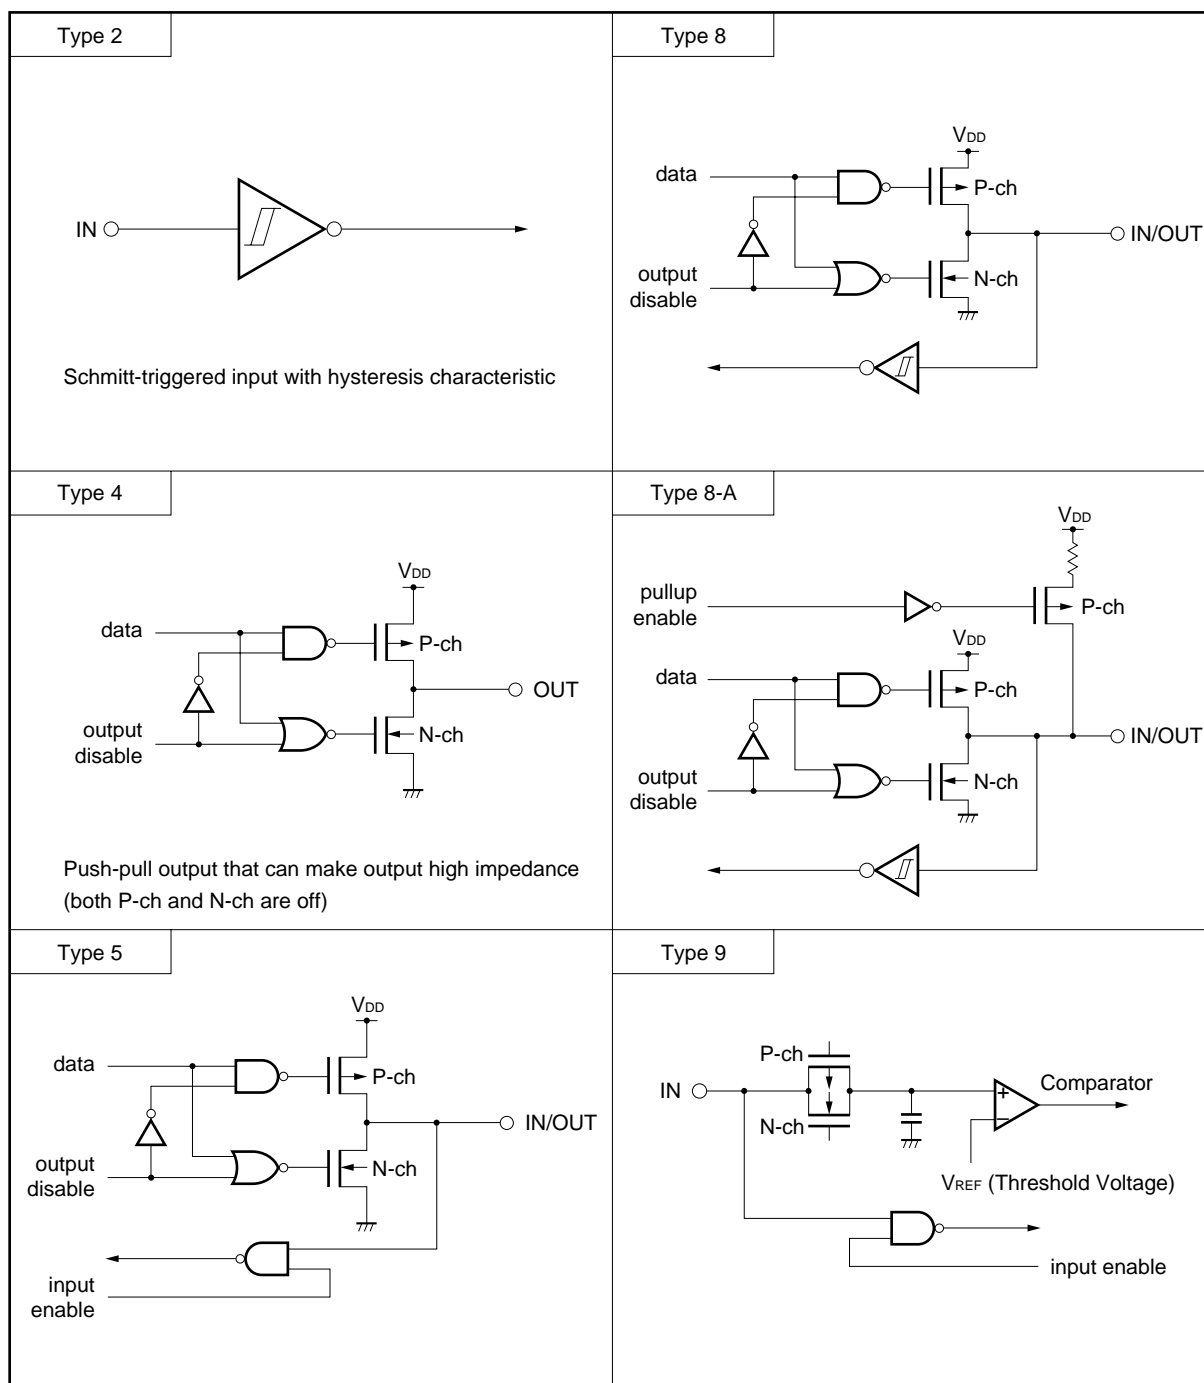 Type 2
IN
Schmitt-triggered input with hysteresis characteristic
Type 8
VDD
data
P-ch
IN/OUT
output
disable
N-ch
Type 4
VDD
data
P-ch
OUT
output
disable
N-ch
Push-pull output that can make output high impedance
(both P-ch and N-ch are off)
Type 8-A
VDD
pullup
enable
P-ch
VDD
data
P-ch
IN/OUT
output
disable
N-ch
Type 5
VDD
data
P-ch
IN/OUT
output
disable
N-ch
input
enable
Type 9
P-ch
IN
N-ch
+
−
Comparator
VREF (Threshold Voltage)
input enable